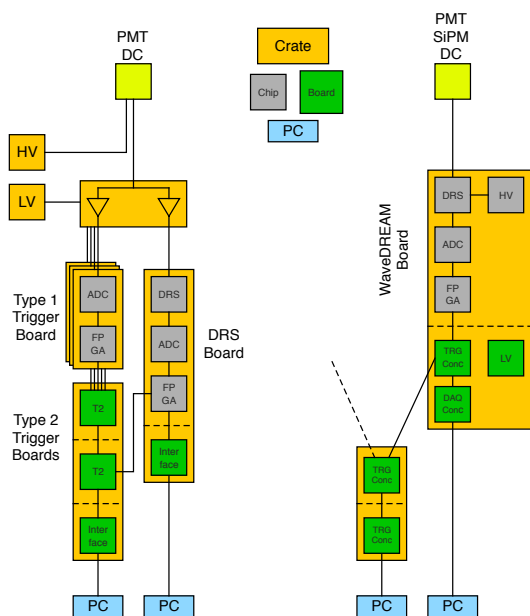 PMT
DC
HV
LV
Type 1
Trigger
Board
ADC
FP
GA
Type 2
Trigger
Boards
T2
T2
Inter
face
PC
DRS
ADC
FP
GA
Inter
face
PC
DRS
Board
Crate
Chip
Board
PC
PMT
SiPM
DC
WaveDREAM
Board
DRS
HV
ADC
FP
GA
TRG
Conc
LV
DAQ
Conc
TRG
Conc
TRG
Conc
PC
PC